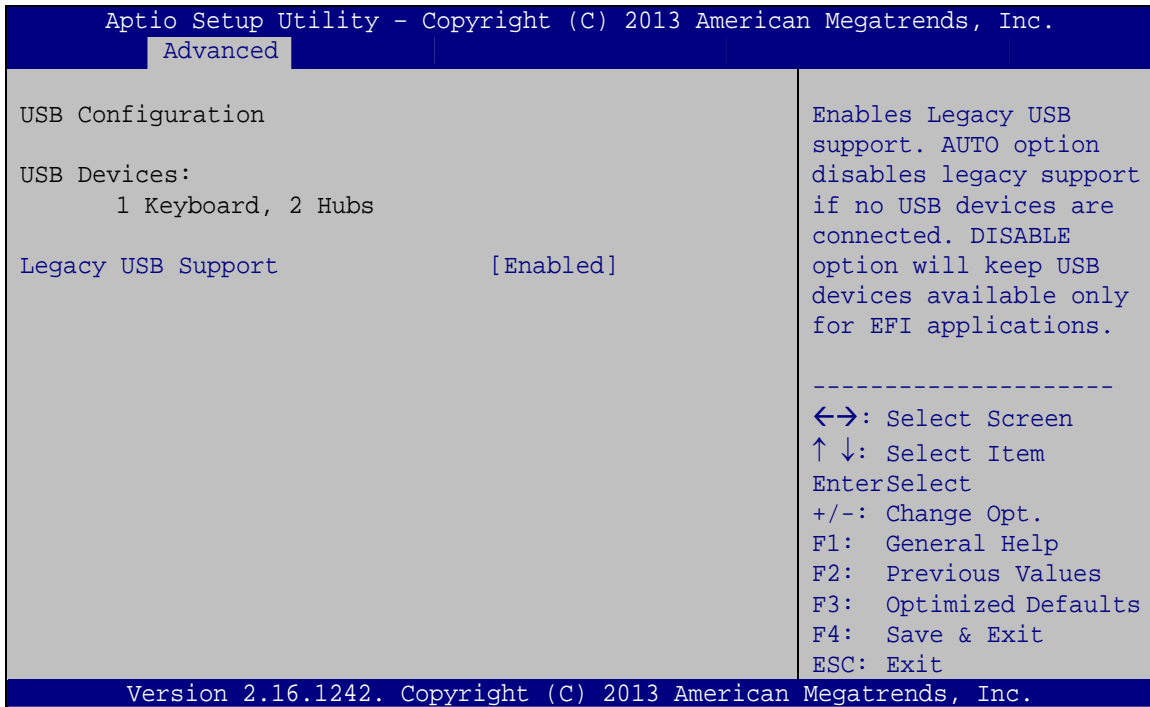 Aptio Setup Utility – Copyright (C) 2013 American Megatrends, Inc.
Advanced
USB Configuration
USB Devices:
1 Keyboard, 2 Hubs
Legacy USB Support [Enabled]
Enables Legacy USB
support. AUTO option
disables legacy support
if no USB devices are
connected. DISABLE
option will keep USB
devices available only
for EFI applications.
---------------------
←→: Select Screen
↑ ↓: Select Item
EnterSelect
+/-: Change Opt.
F1: General Help
F2: Previous Values
F3: Optimized Defaults
F4: Save & Exit
ESC: Exit
Version 2.16.1242. Copyright (C) 2013 American Megatrends, Inc.